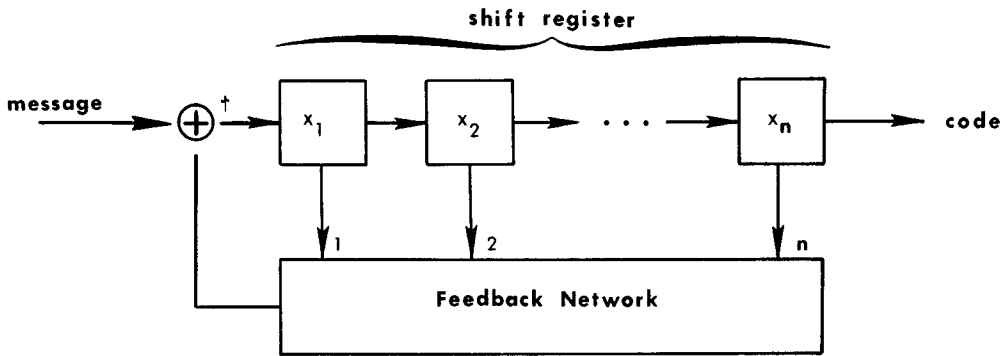 shift register
message
†
x1
x2
· · ·
xn
code
1
2
n
Feedback Network